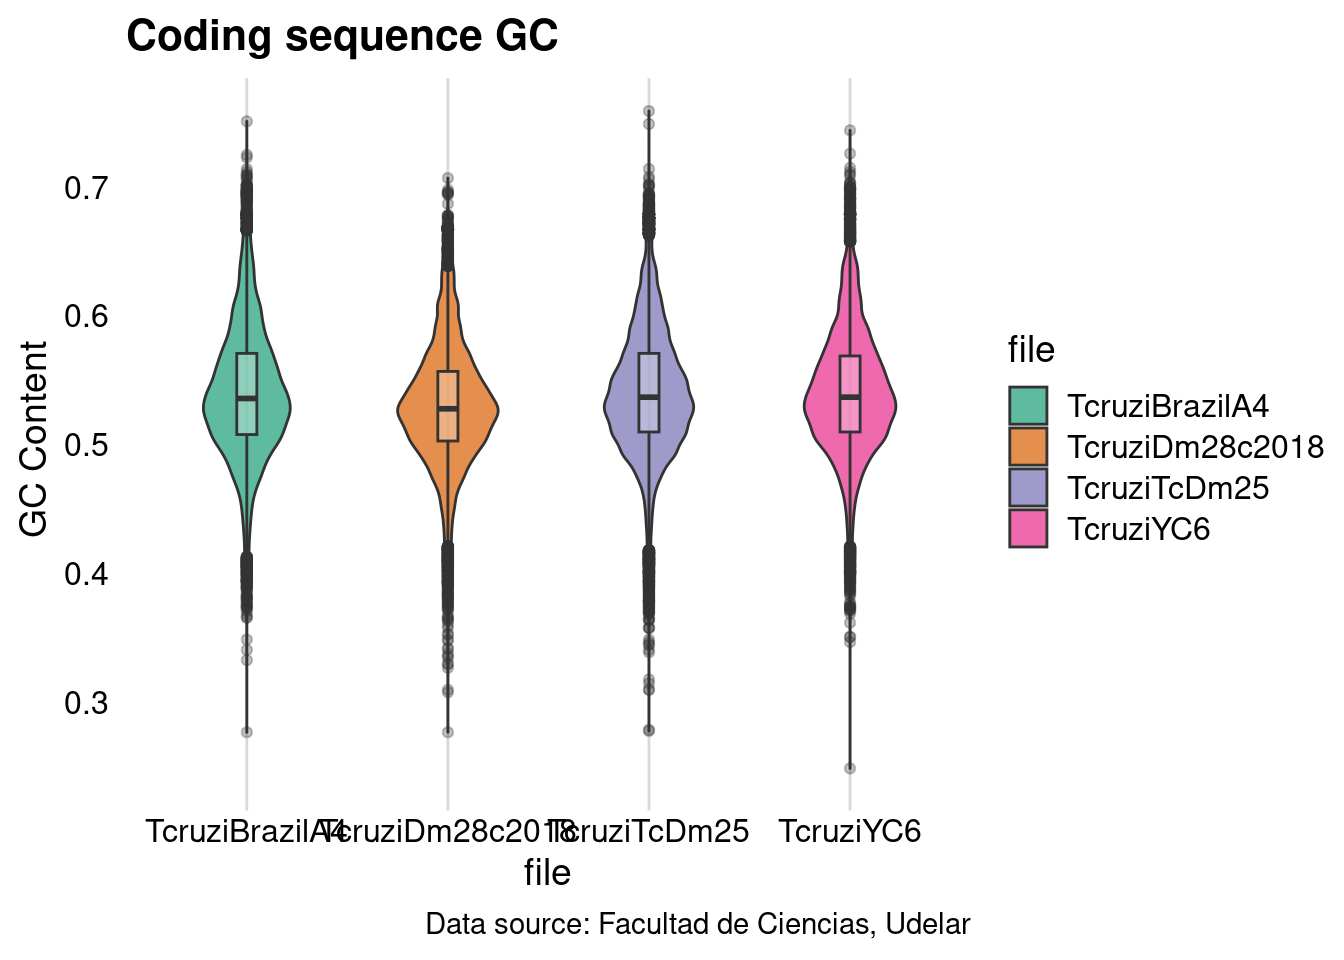 Coding sequence GC
GC Content
0.7
0.6
0.5
0.4
0.3
TcruziBrazilA4
TcruziDm28c2018
TcruziTcDm25
TcruziYC6
file
Data source: Facultad de Ciencias, Udelar
file
TcruziBrazilA4
TcruziDm28c2018
TcruziTcDm25
TcruziYC6